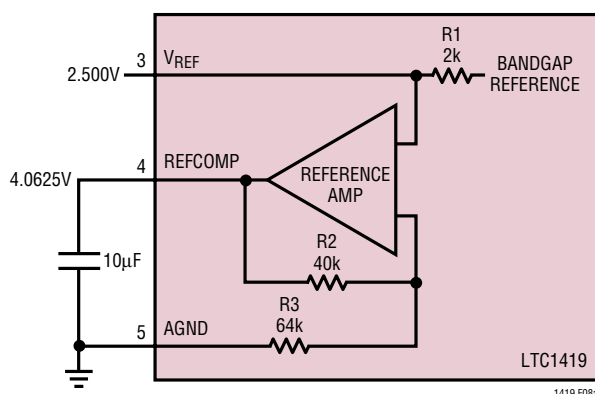 R1
2k
BANDGAP
REFERENCE
3
VREF
2.500V
4
REFCOMP
4.0625V
REFERENCE
AMP
R2
40k
10µF
R3
64k
5
AGND
LTC1419